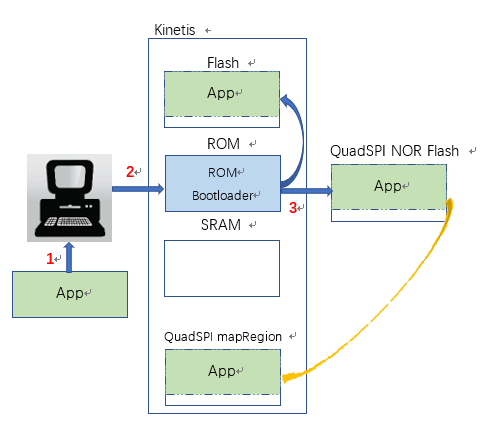 Kinetis
Flash
App
ROM
ROM
Bootloader
SRAM
QuadSPI mapRegion
App
QuadSPI NOR Flash
App
App
1
2
3